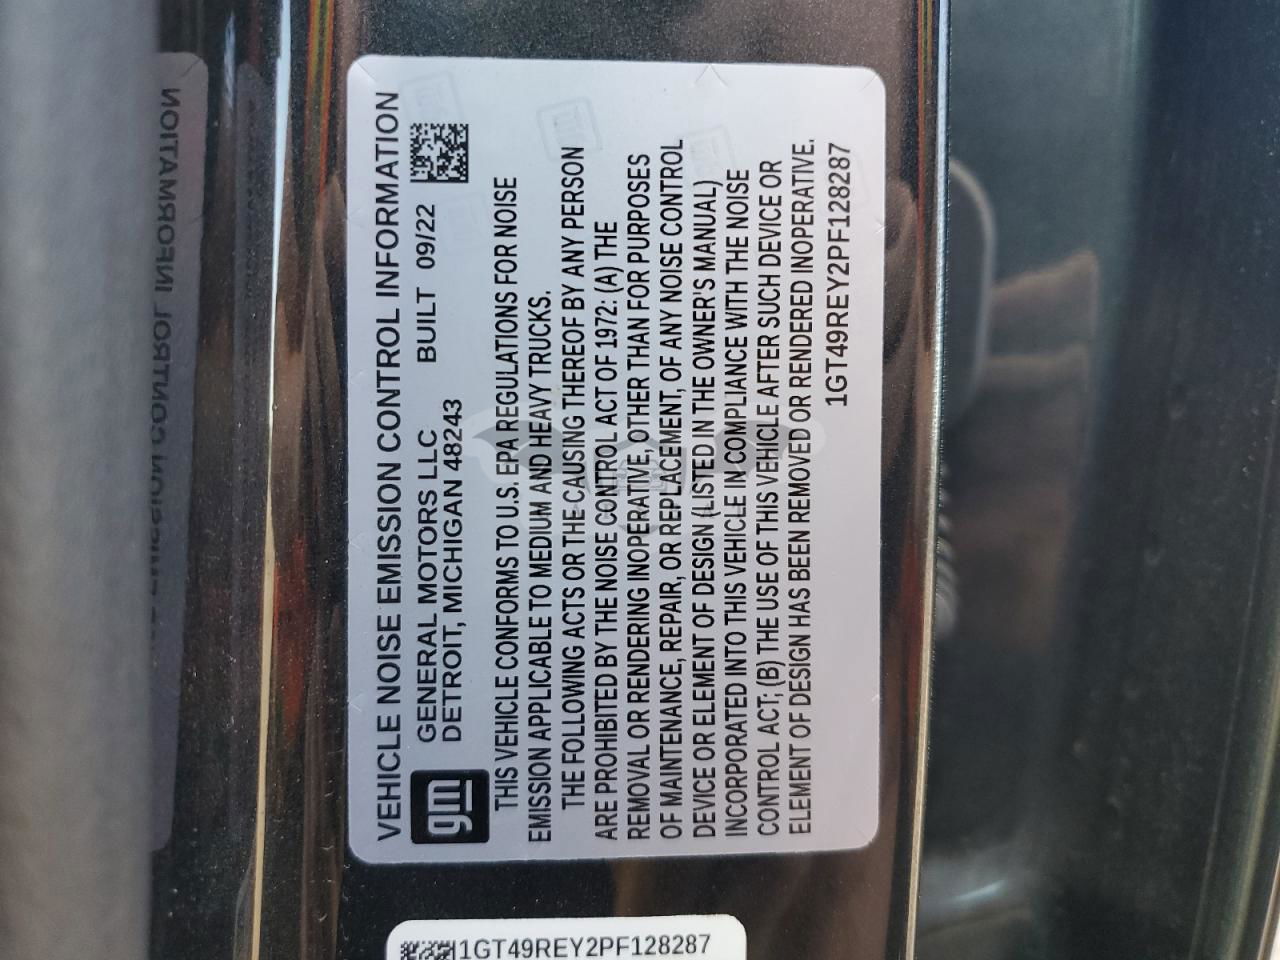 VEHICLE NOISE EMISSION CONTROL INFORMATION
gm
GENERAL MOTORS LLC BUILT 09/22
DETROIT, MICHIGAN 48243
THIS VEHICLE CONFORMS TO U.S. EPA REGULATIONS FOR NOISE
EMISSION APPLICABLE TO MEDIUM AND HEAVY TRUCKS.
THE FOLLOWING ACTS OR THE CAUSING THEREOF BY ANY PERSON
ARE PROHIBITED BY THE NOISE CONTROL ACT OF 1972: (A) THE
REMOVAL OR RENDERING INOPERATIVE, OTHER THAN FOR PURPOSES
OF MAINTENANCE, REPAIR, OR REPLACEMENT, OF ANY NOISE CONTROL
DEVICE OR ELEMENT OF DESIGN (LISTED IN THE OWNER'S MANUAL)
INCORPORATED INTO THIS VEHICLE IN COMPLIANCE WITH THE NOISE
CONTROL ACT; (B) THE USE OF THIS VEHICLE AFTER SUCH DEVICE OR
ELEMENT OF DESIGN HAS BEEN REMOVED OR RENDERED INOPERATIVE.
1GT49REY2PF128287
1GT49REY2PF128287